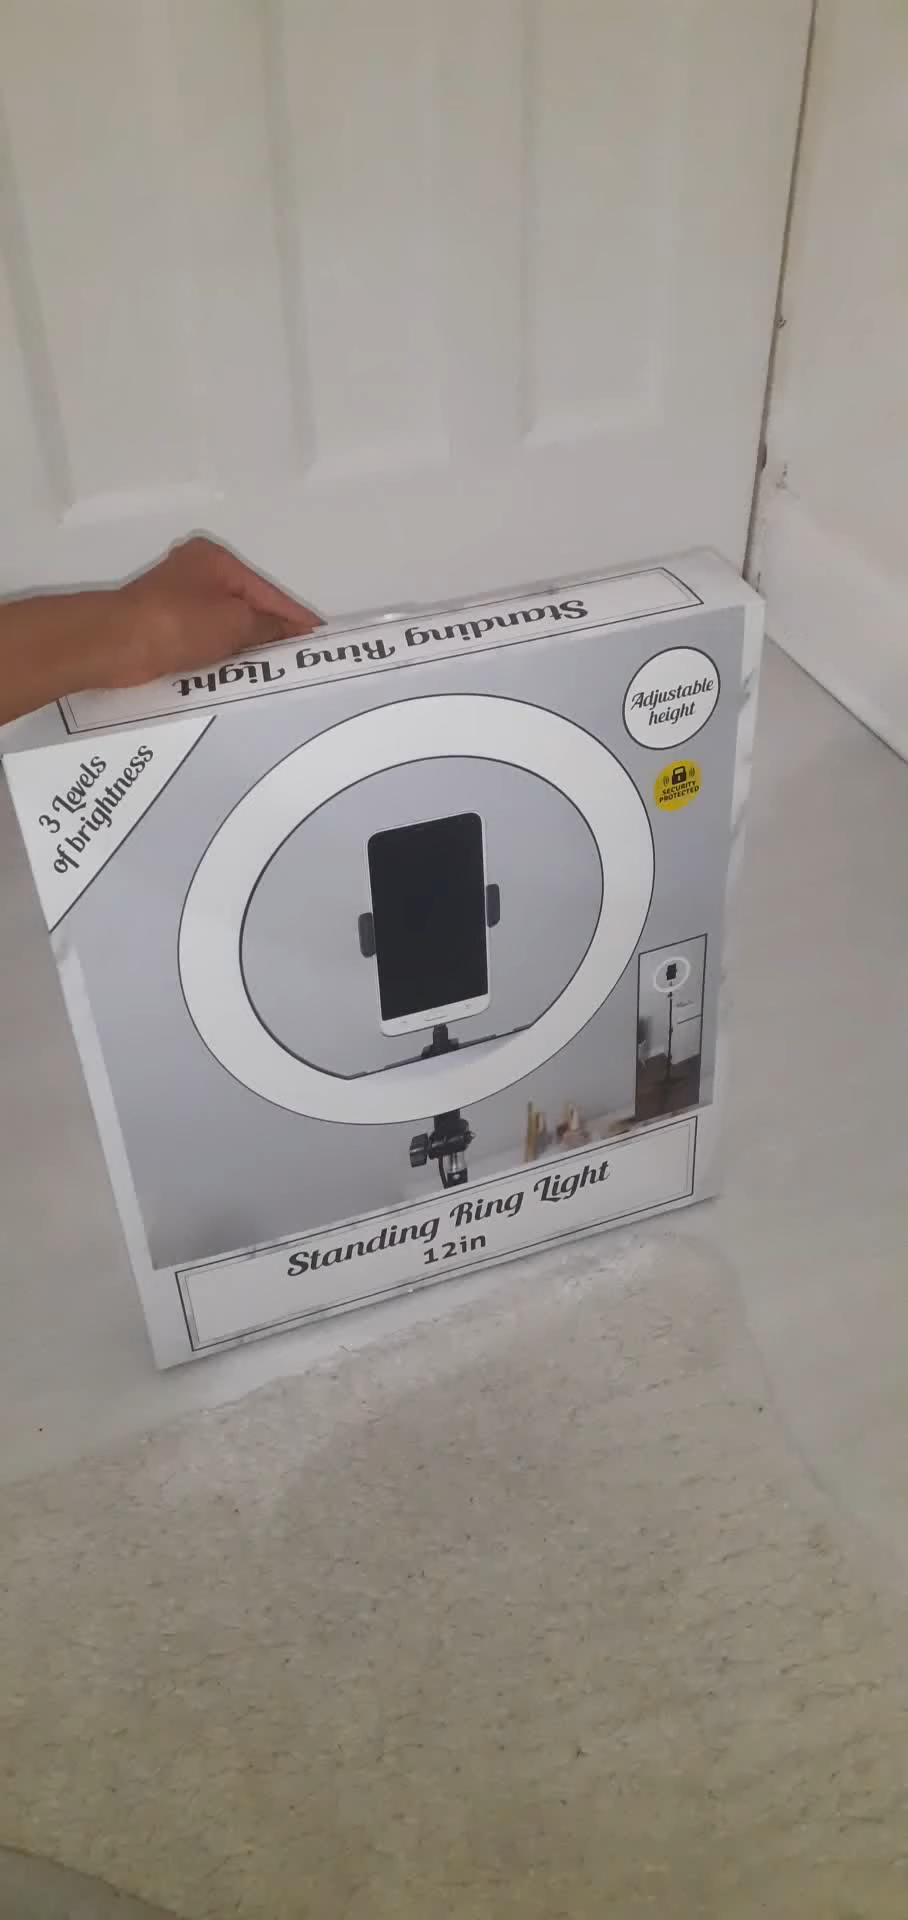 Standing Ring Light
3 Levels
of brightness
Adjustable
height
SECURITY
PROTECTED
Standing Ring Light
12in